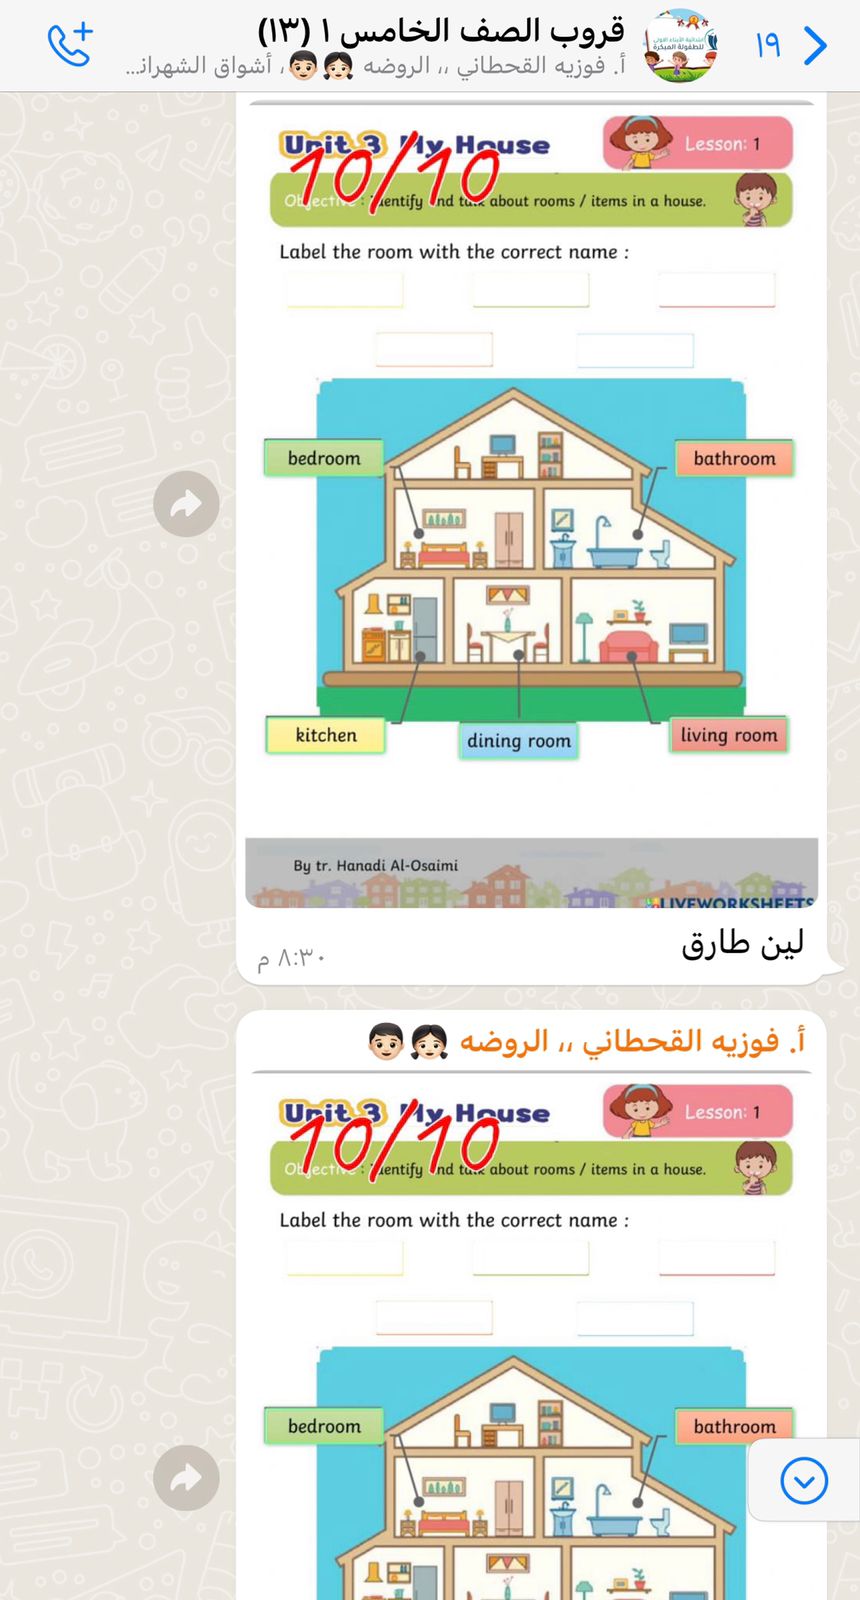 ١٩
قروب الصف الخامس ١ (١٣)
أ. فوزيه القحطاني ،، الروضه 👧🏻👦🏻، أشواق الشهراذ...
Unit 3 My House
Lesson: 1
10/10
Objective : Identify and talk about rooms / items in a house.
Label the room with the correct name :
bedroom
bathroom
kitchen
dining room
living room
By tr. Hanadi Al-Osaimi
LIVEWORKSHEETS
لين طارق
٨:٣٠ م
أ. فوزيه القحطاني ،، الروضه 👧🏻👦🏻
Unit 3 My House
Lesson: 1
10/10
Objective : Identify and talk about rooms / items in a house.
Label the room with the correct name :
bedroom
bathroom